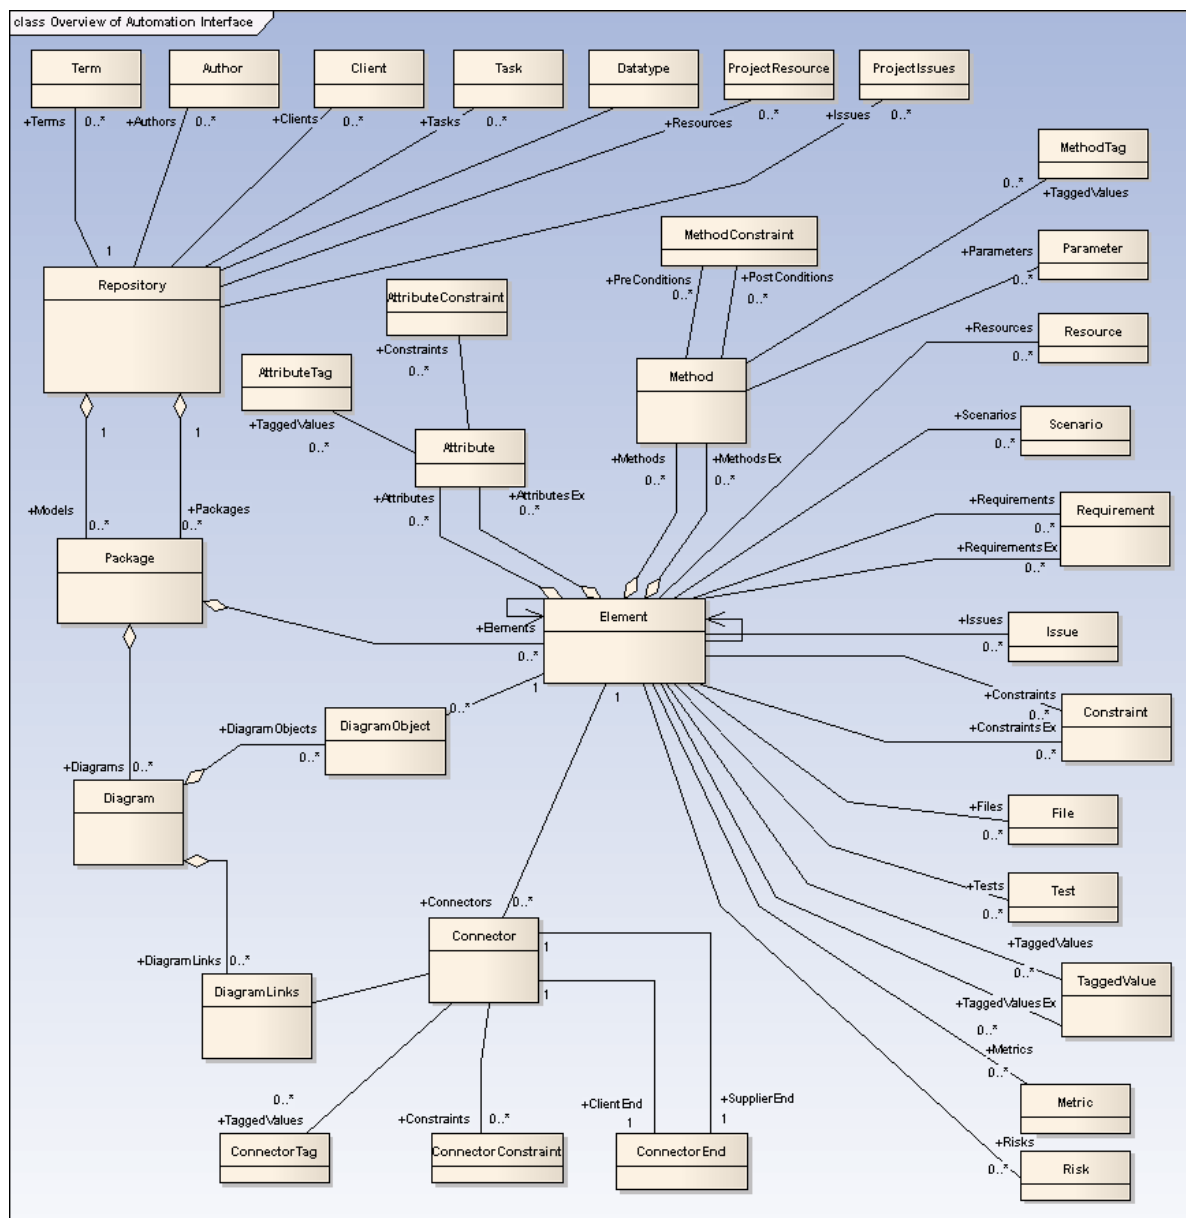 class Overview of Automation Interface
Term
Author
Client
Task
Datatype
ProjectResource
ProjectIssues
+Terms 0..*
+Authors 0..*
+Clients 0..*
+Tasks 0..*
+Resources 0..*
+Issues 0..*
MethodTag
0..*
+TaggedValues
MethodConstraint
+PreConditions
0..*
+PostConditions
0..*
+Parameters
0..*
Parameter
1
Repository
AttributeConstraint
+Constraints
0..*
+Resources
0..*
Resource
AttributeTag
+TaggedValues
0..*
Method
Attribute
+Scenarios
0..*
Scenario
1
1
+Methods
0..*
+MethodsEx
0..*
+Attributes
0..*
+AttributesEx
0..*
+Models
0..*
+Packages
0..*
+Requirements
0..*
Requirement
+RequirementsEx
0..*
Package
Element
+Elements
0..*
+Issues
0..*
Issue
1
1
+Constraints
0..*
Constraint
+ConstraintsEx
0..*
0..*
DiagramObject
+DiagramObjects
0..*
+Diagrams 0..*
Diagram
+Files
0..*
File
+Tests
0..*
Test
+Connectors
0..*
Connector
1
1
+TaggedValues
0..*
TaggedValue
+TaggedValuesEx
0..*
+DiagramLinks 0..*
DiagramLinks
+Metrics
0..*
Metric
0..*
+TaggedValues
ConnectorTag
+Constraints 0..*
ConnectorConstraint
+ClientEnd
1
+SupplierEnd
1
ConnectorEnd
+Risks
0..*
Risk